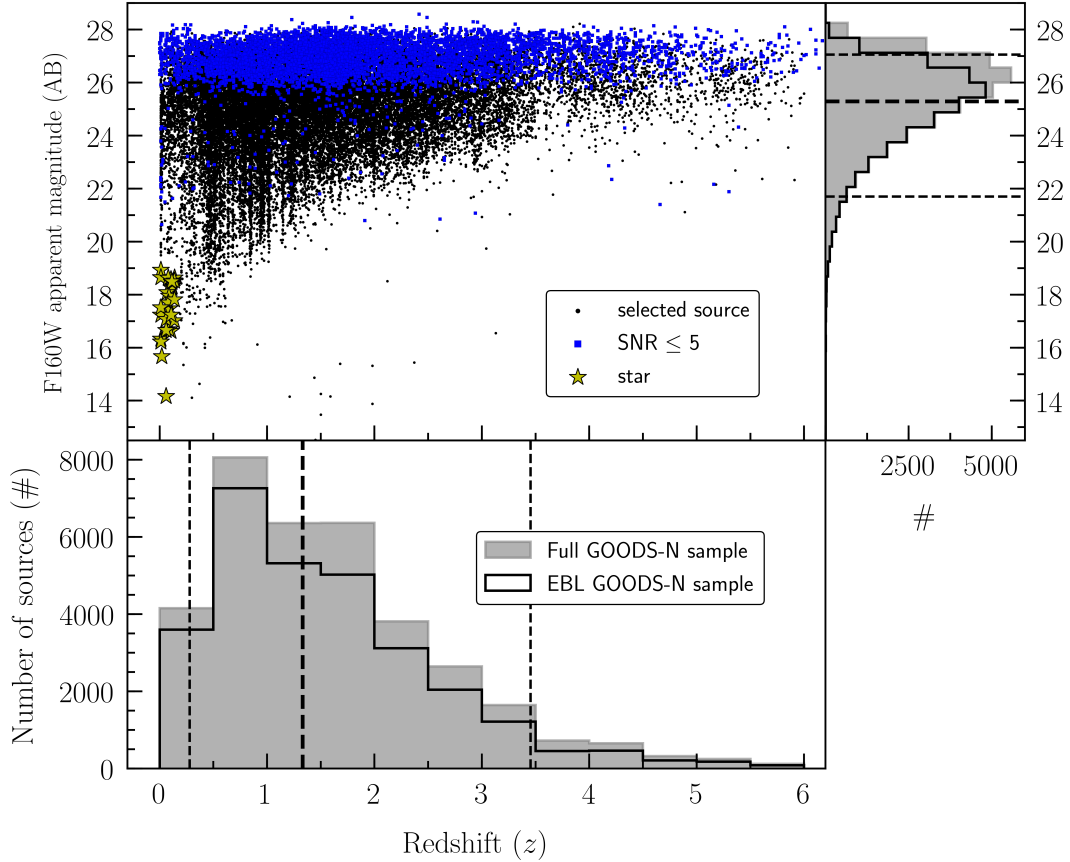 28
26
24
22
20
18
16
14
F160W apparent magnitude (AB)
selected source
SNR ≤ 5
star
28
26
24
22
20
18
16
14
2500 5000
#
8000
6000
4000
2000
0
Number of sources (#)
Full GOODS-N sample
EBL GOODS-N sample
0 1 2 3 4 5 6
Redshift (z)